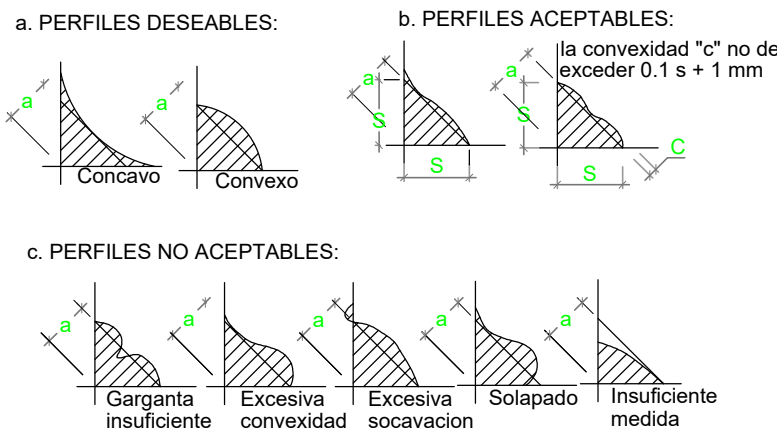 a. PERFILES DESEABLES:
b. PERFILES ACEPTABLES:
la convexidad "c" no de
exceder 0.1 s + 1 mm
a
a
a
a
S
S
S
S
C
Concavo
Convexo
c. PERFILES NO ACEPTABLES:
a
a
a
a
a
Garganta
insuficiente
Excesiva
convexidad
Excesiva
socavacion
Solapado
Insuficiente
medida